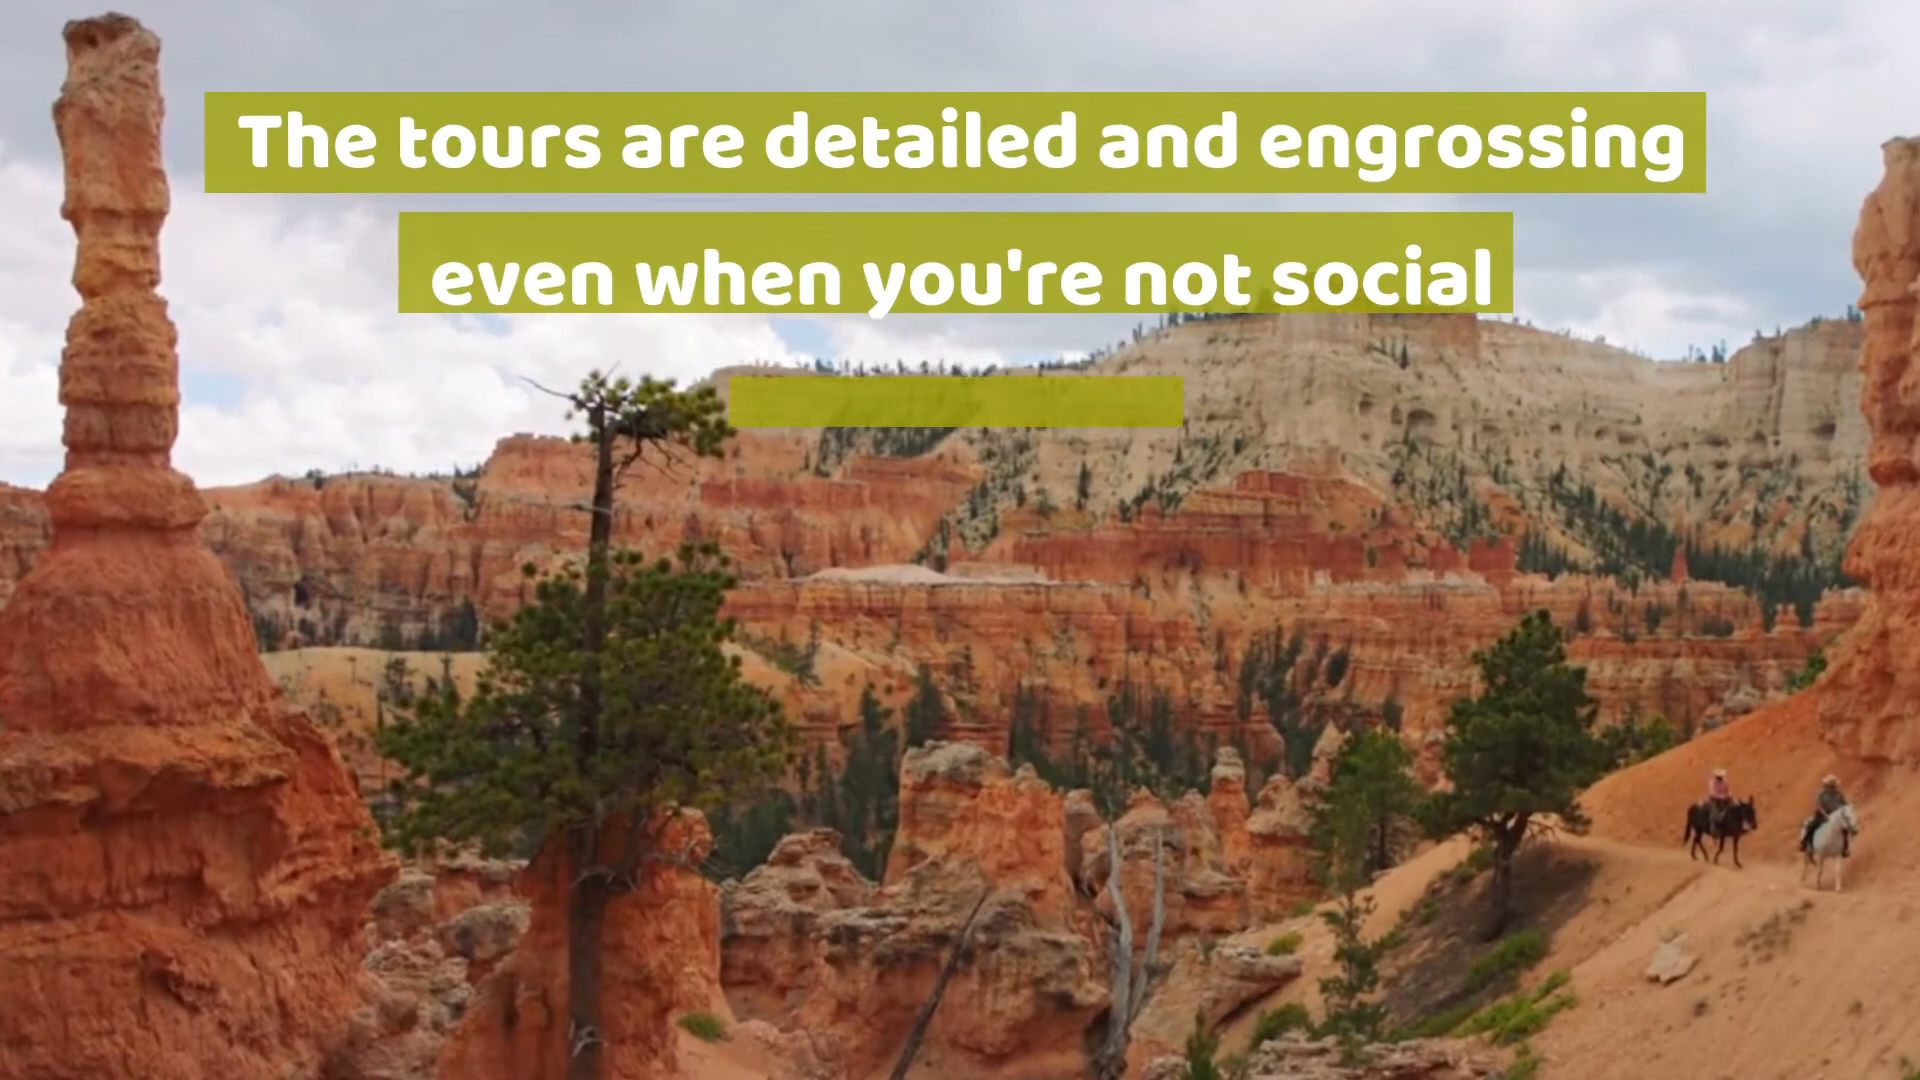 The tours are detailed and engrossing
even when you're not social